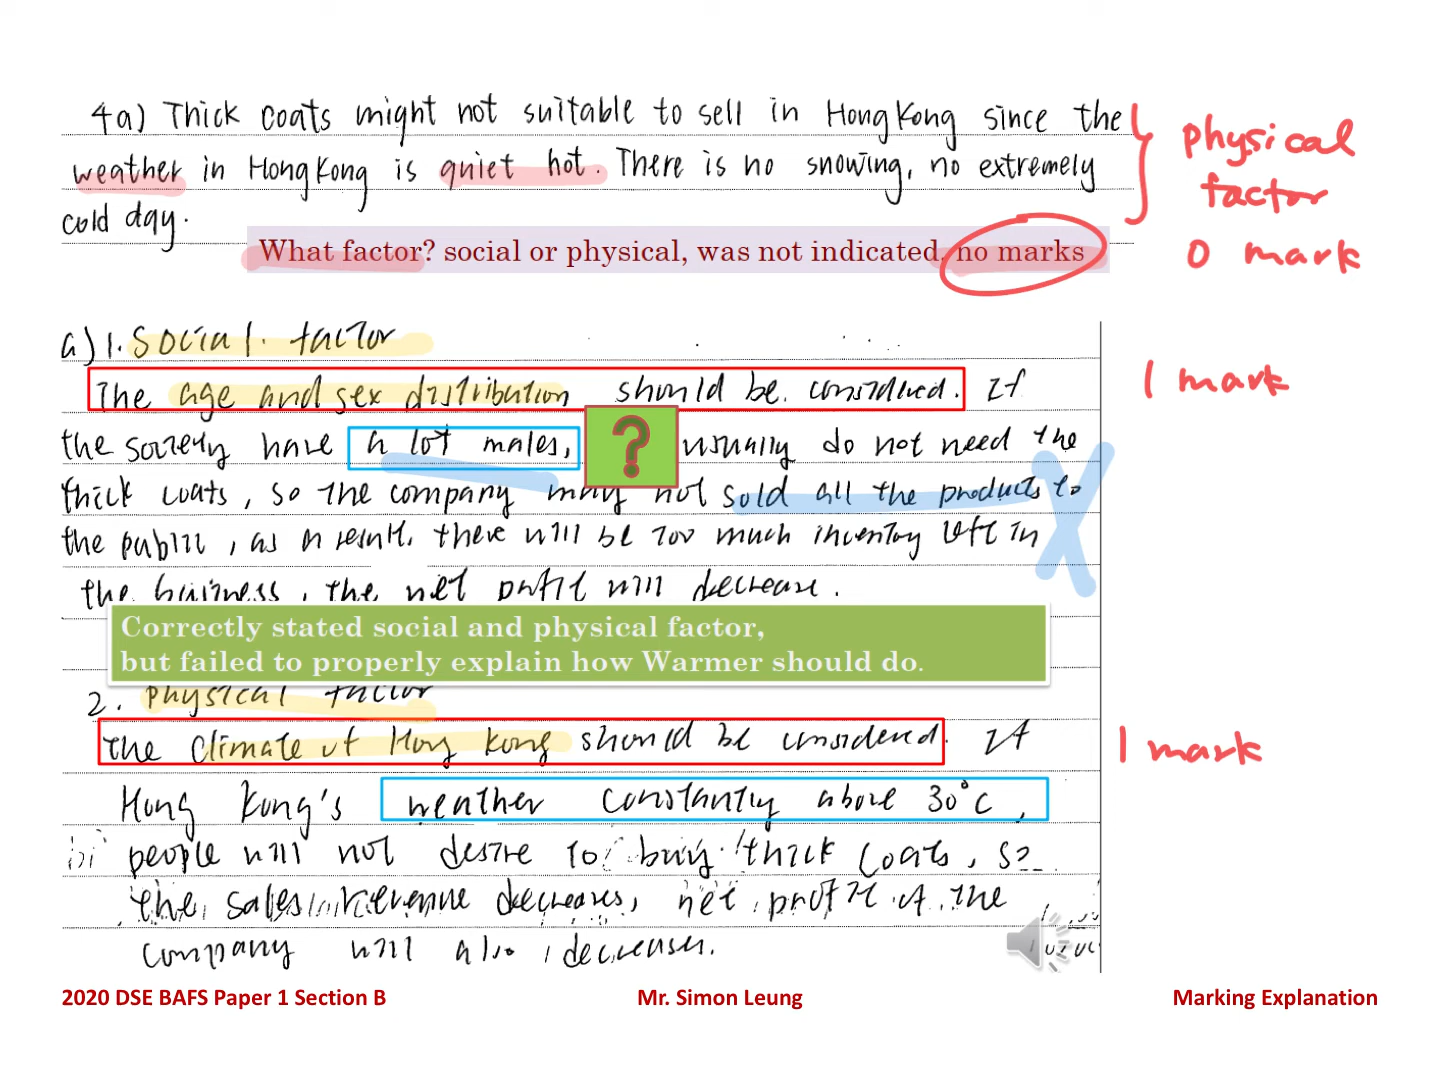 4a) Thick coats might not suitable to sell in Hong Kong since the
weather in Hong Kong is quiet hot. There is no snowing, no extremely
cold day.
physical
factor
0 mark
What factor? social or physical, was not indicated, no marks
a) 1. Social factor
The age and sex distribution should be considered. If
1 mark
the society have a lot males, ? usually do not need the
thick coats, so the company may not sold all the products to
the public, as a result, there will be too much inventory left in
the business, the net profit will decrease.
Correctly stated social and physical factor,
but failed to properly explain how Warmer should do.
2. Physical factor
the climate of Hong Kong should be considered. If
1 mark
Hong Kong's weather constantly above 30°C,
people will not desire to buy thick coats, so
the sales revenue decreases, net profit of the
company will also decreases.
2020 DSE BAFS Paper 1 Section B
Mr. Simon Leung
Marking Explanation